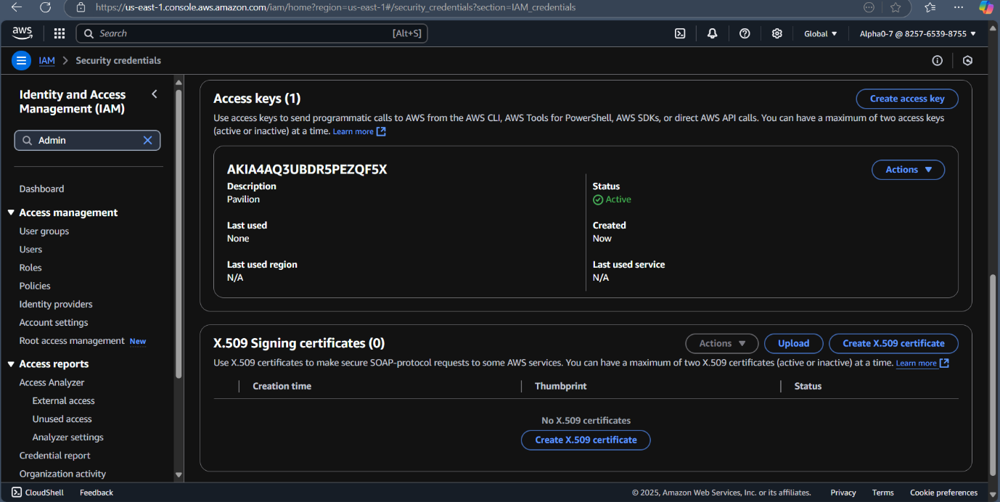 https://us-east-1.console.aws.amazon.com/iam/home?region=us-east-1#/security_credentials?section=IAM_credentials
aws
Search
[Alt+S]
Global
Alpha0-7 @ 8257-6539-8755
IAM
Security credentials
Identity and Access
Management (IAM)
Admin
Dashboard
Access management
User groups
Users
Roles
Policies
Identity providers
Account settings
Root access management New
Access reports
Access Analyzer
External access
Unused access
Analyzer settings
Credential report
Organization activity
Access keys (1)
Create access key
Use access keys to send programmatic calls to AWS from the AWS CLI, AWS Tools for PowerShell, AWS SDKs, or direct AWS API calls. You can have a maximum of two access keys
(active or inactive) at a time. Learn more
AKIA4AQ3UBDR5PEZQF5X
Actions
Description
Pavilion
Status
Active
Last used
None
Created
Now
Last used region
N/A
Last used service
N/A
X.509 Signing certificates (0)
Actions
Upload
Create X.509 certificate
Use X.509 certificates to make secure SOAP-protocol requests to some AWS services. You can have a maximum of two X.509 certificates (active or inactive) at a time. Learn more
Creation time
Thumbprint
Status
No X.509 certificates
Create X.509 certificate
CloudShell
Feedback
© 2025, Amazon Web Services, Inc. or its affiliates.
Privacy
Terms
Cookie preferences